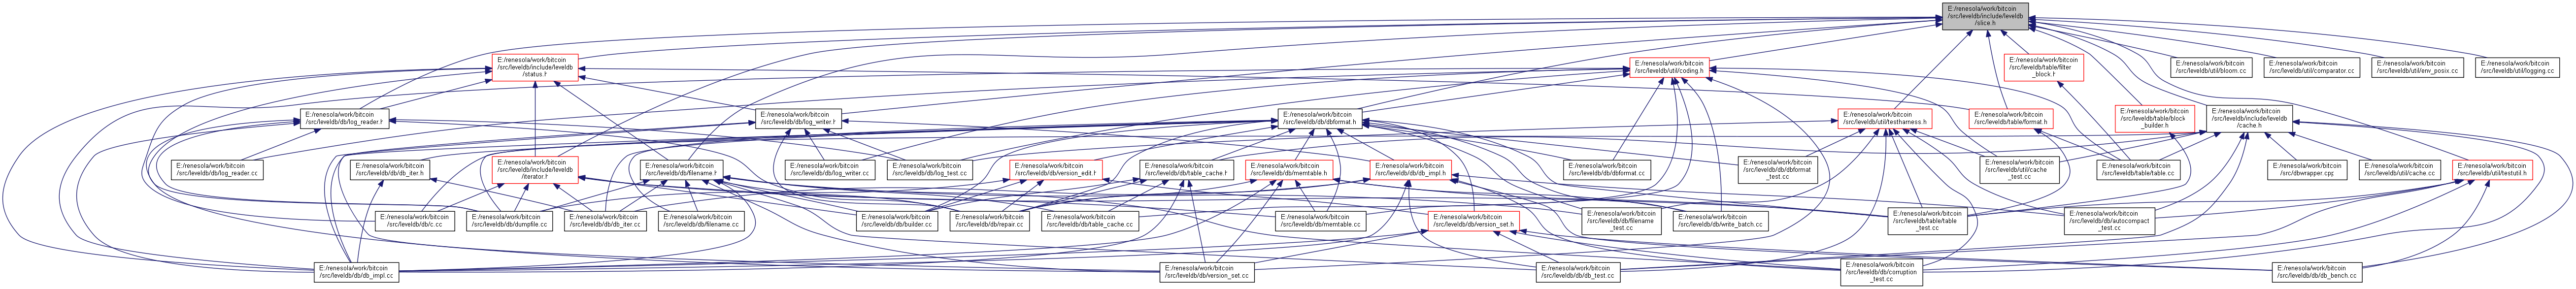 E:/renesola/work/bitcoin
/src/leveldb/include/leveldb
/slice.h
E:/renesola/work/bitcoin
/src/leveldb/include/leveldb
/status.h
E:/renesola/work/bitcoin
/src/leveldb/util/coding.h
E:/renesola/work/bitcoin
/src/leveldb/table/filter
_block.h
E:/renesola/work/bitcoin
/src/leveldb/util/bloom.cc
E:/renesola/work/bitcoin
/src/leveldb/util/comparator.cc
E:/renesola/work/bitcoin
/src/leveldb/util/env_posix.cc
E:/renesola/work/bitcoin
/src/leveldb/util/logging.cc
E:/renesola/work/bitcoin
/src/leveldb/db/log_reader.h
E:/renesola/work/bitcoin
/src/leveldb/db/log_writer.h
E:/renesola/work/bitcoin
/src/leveldb/db/dbformat.h
E:/renesola/work/bitcoin
/src/leveldb/util/testharness.h
E:/renesola/work/bitcoin
/src/leveldb/table/format.h
E:/renesola/work/bitcoin
/src/leveldb/table/block
_builder.h
E:/renesola/work/bitcoin
/src/leveldb/include/leveldb
/cache.h
E:/renesola/work/bitcoin
/src/leveldb/db/log_reader.cc
E:/renesola/work/bitcoin
/src/leveldb/db/db_iter.h
E:/renesola/work/bitcoin
/src/leveldb/include/leveldb
/iterator.h
E:/renesola/work/bitcoin
/src/leveldb/db/filename.h
E:/renesola/work/bitcoin
/src/leveldb/db/log_writer.cc
E:/renesola/work/bitcoin
/src/leveldb/db/log_test.cc
E:/renesola/work/bitcoin
/src/leveldb/db/version_edit.h
E:/renesola/work/bitcoin
/src/leveldb/db/table_cache.h
E:/renesola/work/bitcoin
/src/leveldb/db/memtable.h
E:/renesola/work/bitcoin
/src/leveldb/db/db_impl.h
E:/renesola/work/bitcoin
/src/leveldb/db/dbformat.cc
E:/renesola/work/bitcoin
/src/leveldb/db/dbformat
_test.cc
E:/renesola/work/bitcoin
/src/leveldb/util/cache
_test.cc
E:/renesola/work/bitcoin
/src/leveldb/table/table.cc
E:/renesola/work/bitcoin
/src/dbwrapper.cpp
E:/renesola/work/bitcoin
/src/leveldb/util/cache.cc
E:/renesola/work/bitcoin
/src/leveldb/util/testutil.h
E:/renesola/work/bitcoin
/src/leveldb/db/c.cc
E:/renesola/work/bitcoin
/src/leveldb/db/dumpfile.cc
E:/renesola/work/bitcoin
/src/leveldb/db/db_iter.cc
E:/renesola/work/bitcoin
/src/leveldb/db/filename.cc
E:/renesola/work/bitcoin
/src/leveldb/db/builder.cc
E:/renesola/work/bitcoin
/src/leveldb/db/repair.cc
E:/renesola/work/bitcoin
/src/leveldb/db/table_cache.cc
E:/renesola/work/bitcoin
/src/leveldb/db/memtable.cc
E:/renesola/work/bitcoin
/src/leveldb/db/version_set.h
E:/renesola/work/bitcoin
/src/leveldb/db/filename
_test.cc
E:/renesola/work/bitcoin
/src/leveldb/db/write_batch.cc
E:/renesola/work/bitcoin
/src/leveldb/table/table
_test.cc
E:/renesola/work/bitcoin
/src/leveldb/db/autocompact
_test.cc
E:/renesola/work/bitcoin
/src/leveldb/db/db_impl.cc
E:/renesola/work/bitcoin
/src/leveldb/db/version_set.cc
E:/renesola/work/bitcoin
/src/leveldb/db/db_test.cc
E:/renesola/work/bitcoin
/src/leveldb/db/corruption
_test.cc
E:/renesola/work/bitcoin
/src/leveldb/db/db_bench.cc